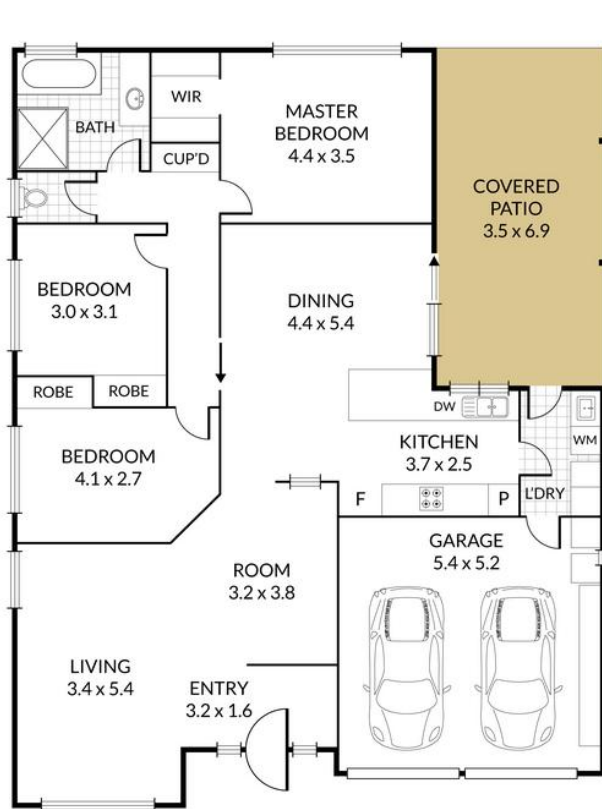 WIR
BATH
MASTER
BEDROOM
4.4 x 3.5
CUP'D
COVERED
PATIO
3.5 x 6.9
BEDROOM
3.0 x 3.1
DINING
4.4 x 5.4
ROBE
ROBE
DW
BEDROOM
4.1 x 2.7
KITCHEN
3.7 x 2.5
WM
F
P
L'DRY
GARAGE
5.4 x 5.2
ROOM
3.2 x 3.8
LIVING
3.4 x 5.4
ENTRY
3.2 x 1.6